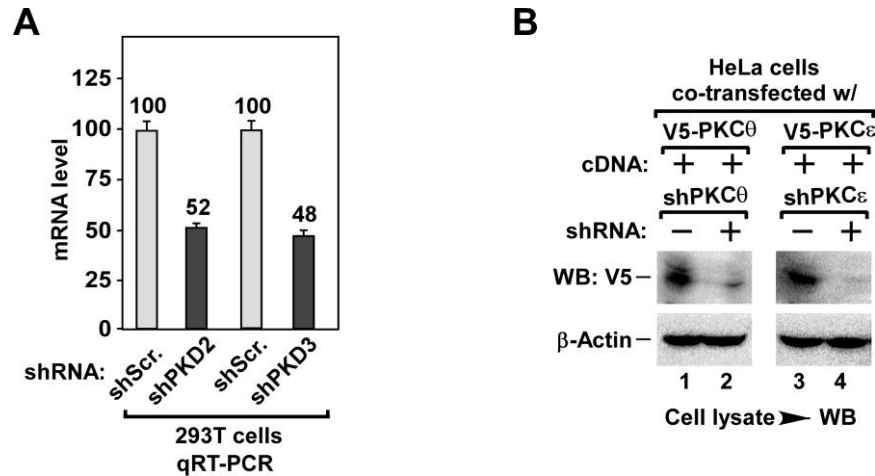 A
mRNA level
125
100
75
50
25
0
100
52
100
48
shRNA:
shScr.
shPKD2
shScr.
shPKD3
293T cells
qRT-PCR
B
HeLa cells
co-transfected w/
V5-PKCθ V5-PKCε
cDNA: + + + +
shPKCθ shPKCε
shRNA: − + − +
WB: V5
β-Actin
1 2 3 4
Cell lysate ➤ WB